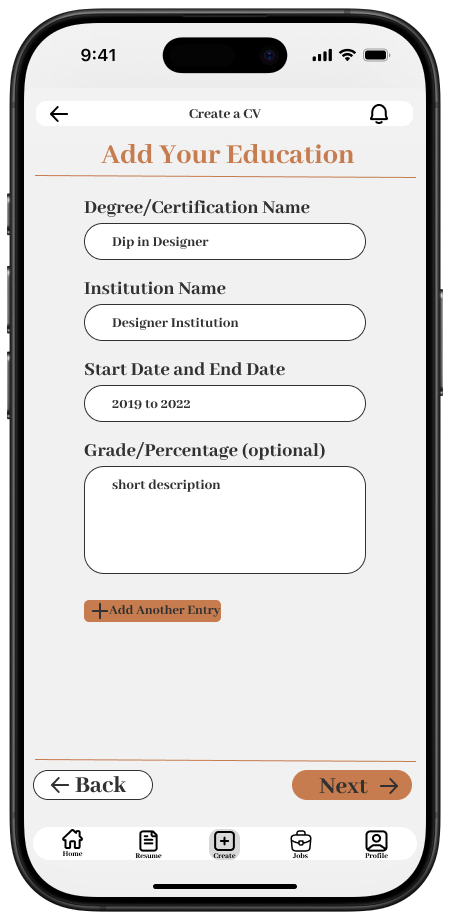 9:41
Create a CV
Add Your Education
Degree/Certification Name
Dip in Designer
Institution Name
Designer Institution
Start Date and End Date
2019 to 2022
Grade/Percentage (optional)
short description
Add Another Entry
Back
Next
Home
Resume
Create
Jobs
Profile